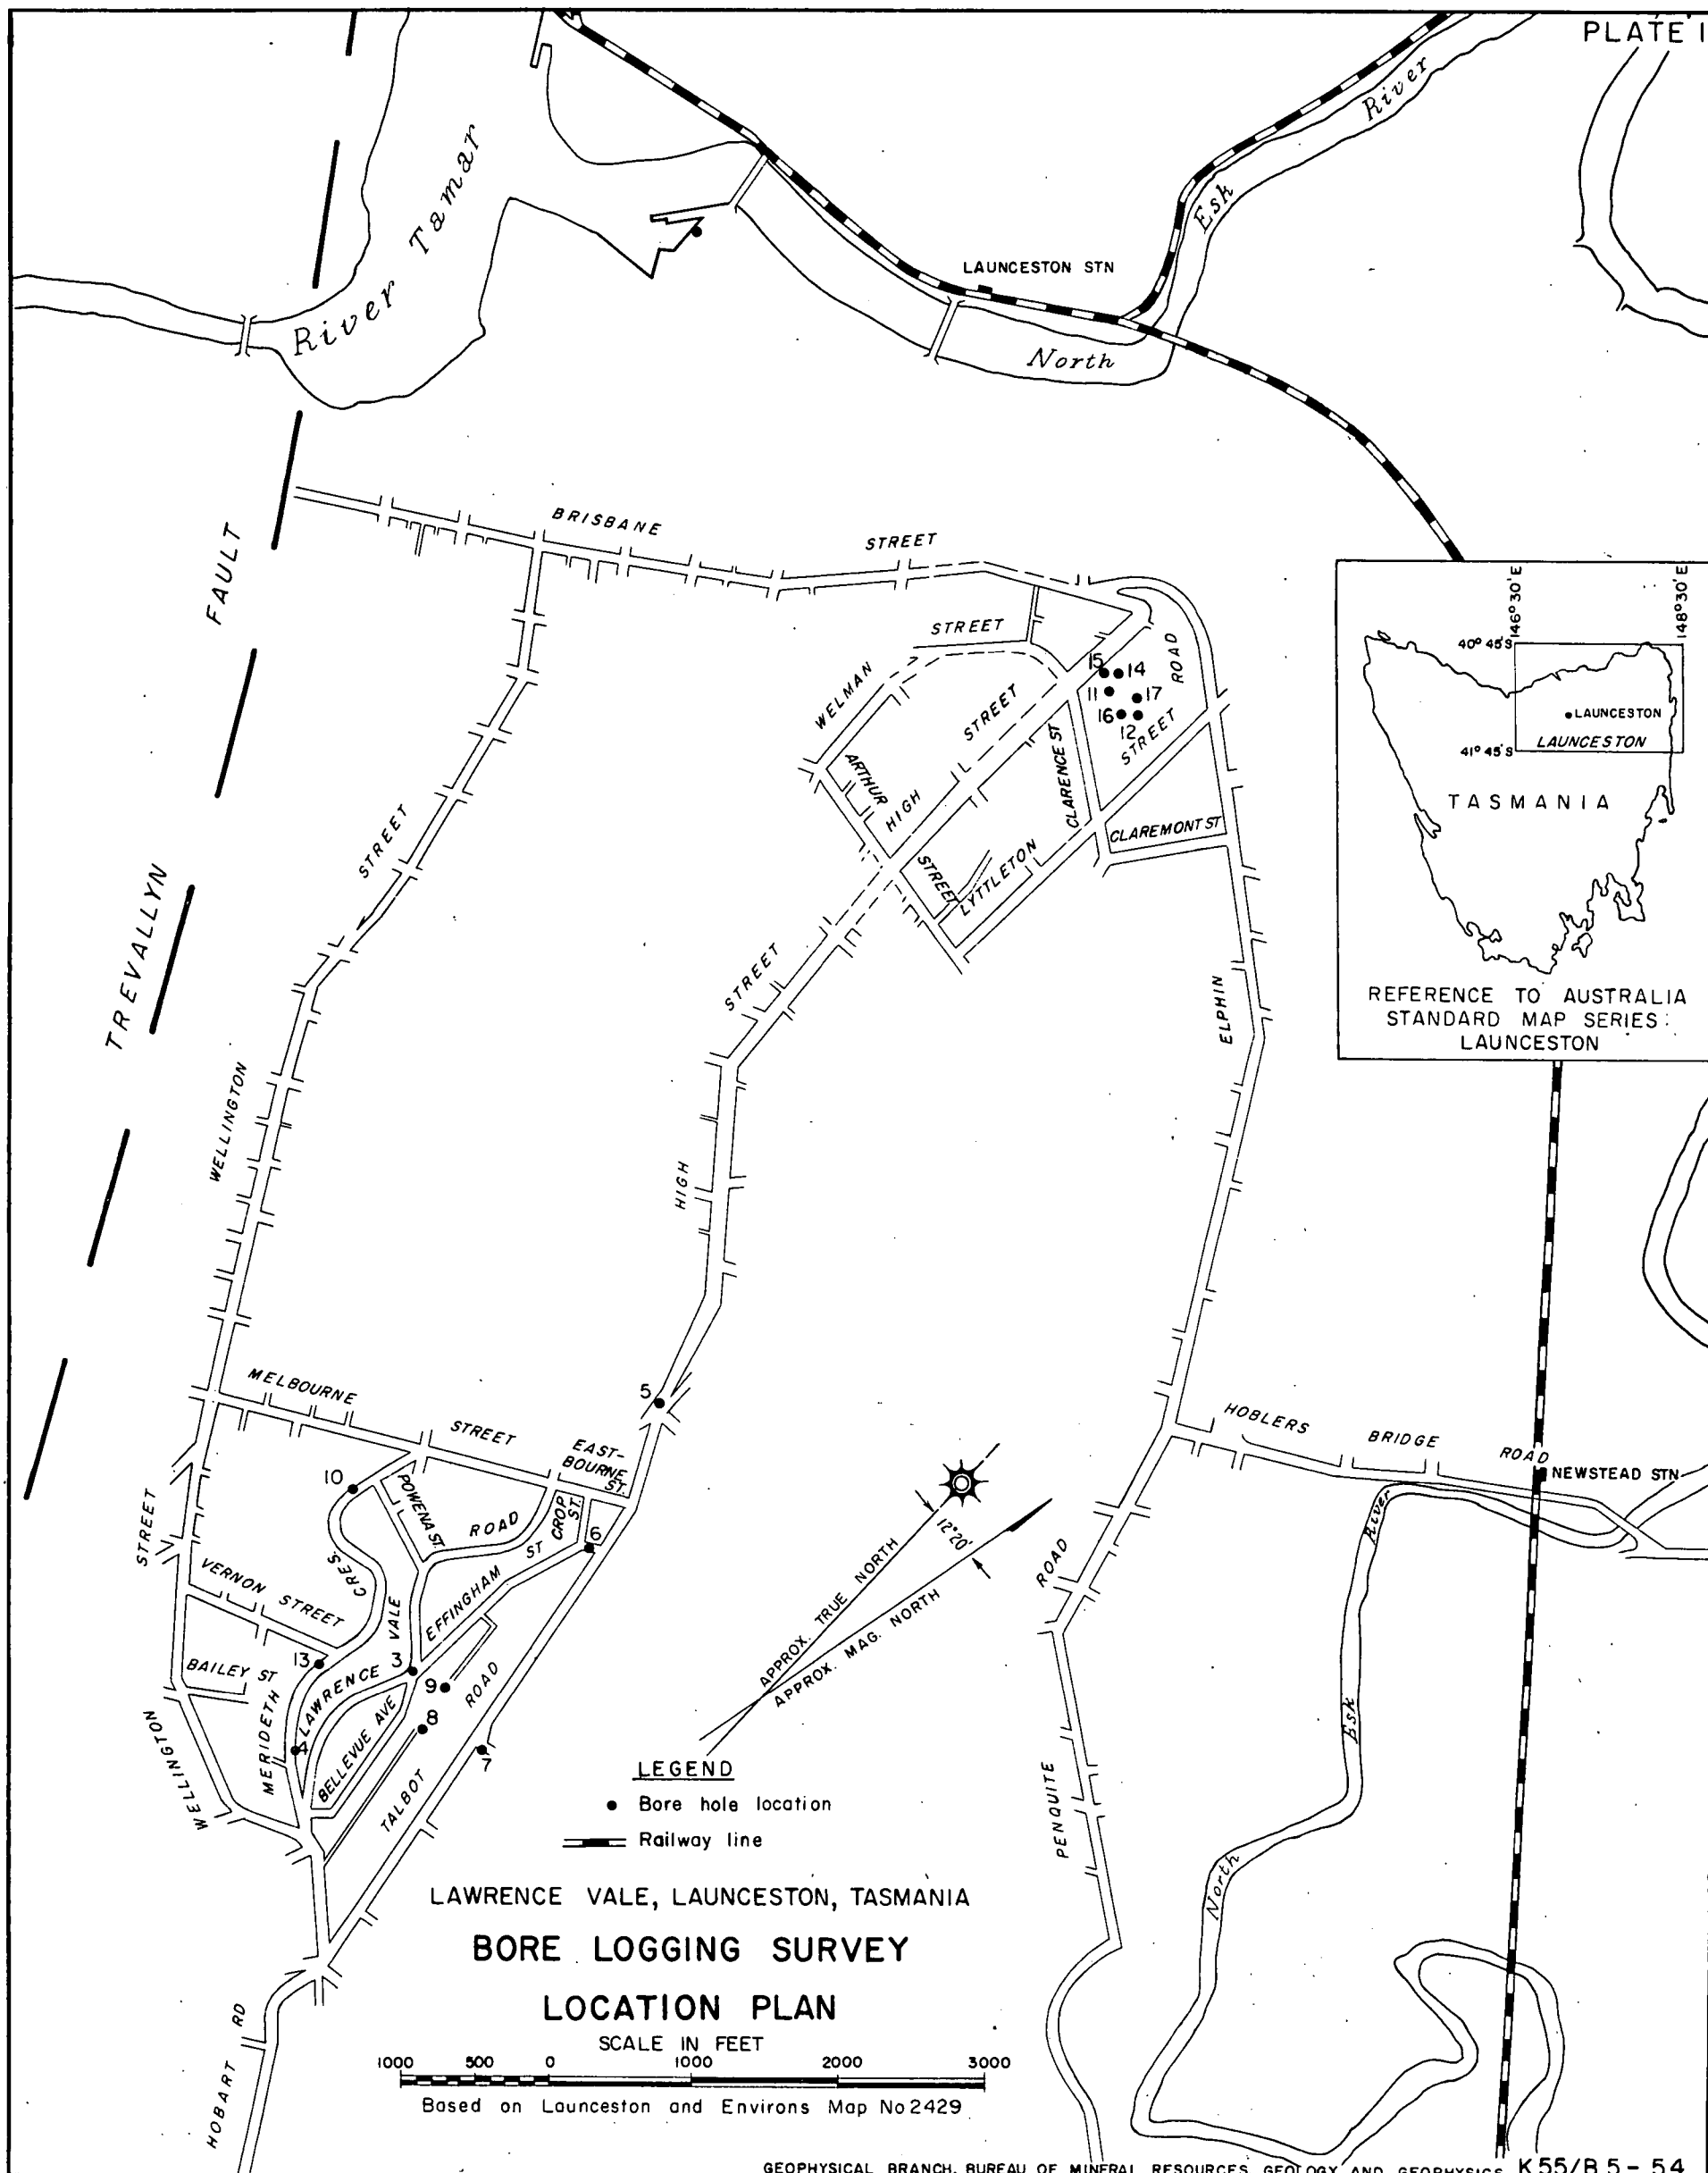 PLATE 1
River Tamar
River
Esk
LAUNCESTON STN
North
BRISBANE STREET
TREVALLYN FAULT
WELMAN STREET
ARTHUR STREET
HIGH STREET
CLARENCE ST
LYTTLETON STREET
CLAREMONT ST
ROAD
15
14
11
17
16
12
146°30'E
148°30'E
40°45'S
LAUNCESTON
41°45'S
LAUNCESTON
TASMANIA
REFERENCE TO AUSTRALIA
STANDARD MAP SERIES:
LAUNCESTON
STREET
WELLINGTON
STREET
HIGH
ELPHIN
MELBOURNE STREET
5
EAST-
BOURNE
ST.
10
POWENA ST.
ROAD
CROP
ST.
6
HOBLERS BRIDGE ROAD
NEWSTEAD STN
River
Esk
North
STREET
VERNON STREET
CRES.
EFFINGHAM ST
BAILEY ST
13
LAWRENCE VALE
3
9
8
7
4
MERIDETH
BELLEVUE AVE
TALBOT ROAD
WELLINGTON
12°20'
APPROX. TRUE NORTH
APPROX. MAG. NORTH
ROAD
PENQUITE
LEGEND
Bore hole location
Railway line
LAWRENCE VALE, LAUNCESTON, TASMANIA
BORE LOGGING SURVEY
LOCATION PLAN
SCALE IN FEET
1000 500 0 1000 2000 3000
Based on Launceston and Environs Map No 2429
HOBART RD
GEOPHYSICAL BRANCH, BUREAU OF MINERAL RESOURCES, GEOLOGY AND GEOPHYSICS K55/B5-54